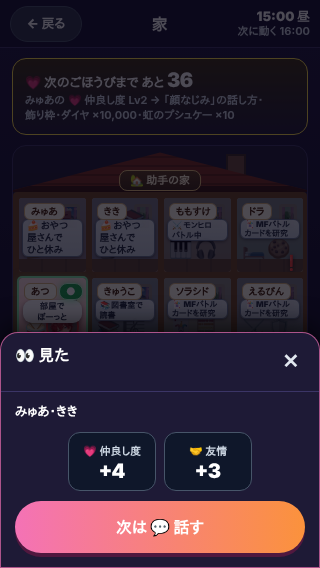 ← 戻る
家
15:00 昼
次に動く 16:00
💗 次のごほうびまで あと 36
みゅあの 💗 仲良し度 Lv2 → 「顔なじみ」の話し方・
飾り枠・ダイヤ ×10,000・虹のプシュケー ×10
🏡 助手の家
みゅあ
🍰 おやつ
屋さんで
ひと休み
きき
🍰 おやつ
屋さんで
ひと休み
ももすけ
モンヒロ
バトル中
ドラ
MFバトル
カードを研究
あつ
部屋で
ぼーっと
きゅうこ
📚 図書室で
読書
ソラシド
MFバトル
カードを研究
えるぴん
MFバトル
カードを研究
👀 見た
✕
みゅあ・きき
💗 仲良し度
+4
🤝 友情
+3
次は 💬 話す